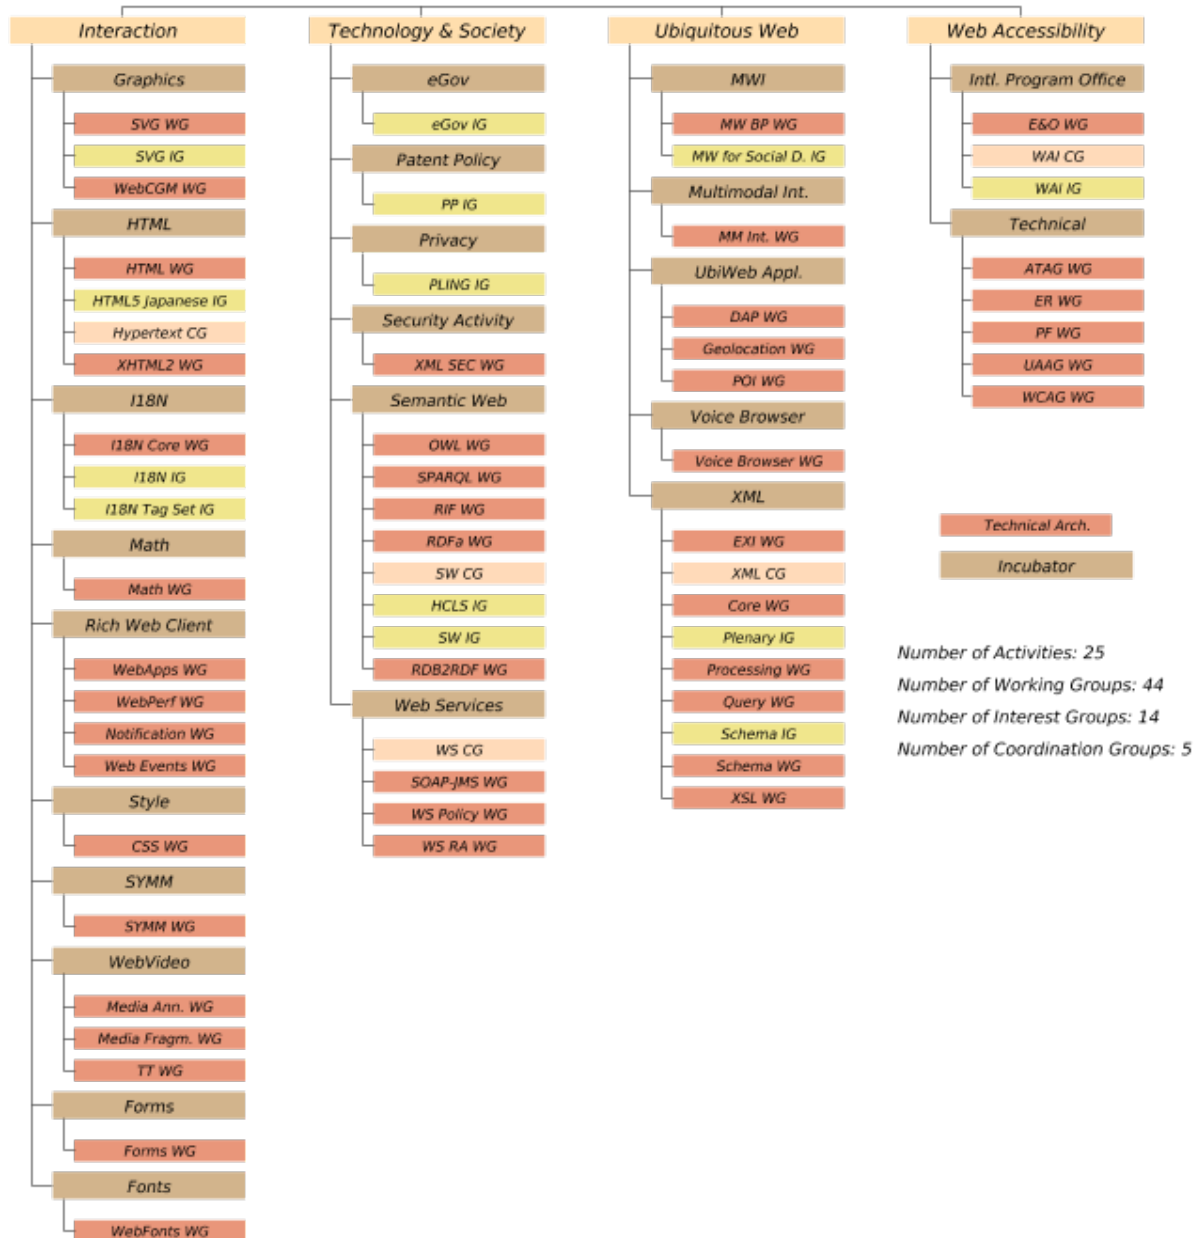 Interaction
Graphics
SVG WG
SVG IG
WebCGM WG
HTML
HTML WG
HTML5 Japanese IG
Hypertext CG
XHTML2 WG
I18N
I18N Core WG
I18N IG
I18N Tag Set IG
Math
Math WG
Rich Web Client
WebApps WG
WebPerf WG
Notification WG
Web Events WG
Style
CSS WG
SYMM
SYMM WG
WebVideo
Media Ann. WG
Media Fragm. WG
TT WG
Forms
Forms WG
Fonts
WebFonts WG
Technology & Society
eGov
eGov IG
Patent Policy
PP IG
Privacy
PLING IG
Security Activity
XML SEC WG
Semantic Web
OWL WG
SPARQL WG
RIF WG
RDFa WG
SW CG
HCLS IG
SW IG
RDB2RDF WG
Web Services
WS CG
SOAP-JMS WG
WS Policy WG
WS RA WG
Ubiquitous Web
MWI
MW BP WG
MW for Social D. IG
Multimodal Int.
MM Int. WG
UbiWeb Appl.
DAP WG
Geolocation WG
POI WG
Voice Browser
Voice Browser WG
XML
EXI WG
XML CG
Core WG
Plenary IG
Processing WG
Query WG
Schema IG
Schema WG
XSL WG
Web Accessibility
Intl. Program Office
E&O WG
WAI CG
WAI IG
Technical
ATAG WG
ER WG
PF WG
UAAG WG
WCAG WG
Technical Arch.
Incubator
Number of Activities: 25
Number of Working Groups: 44
Number of Interest Groups: 14
Number of Coordination Groups: 5